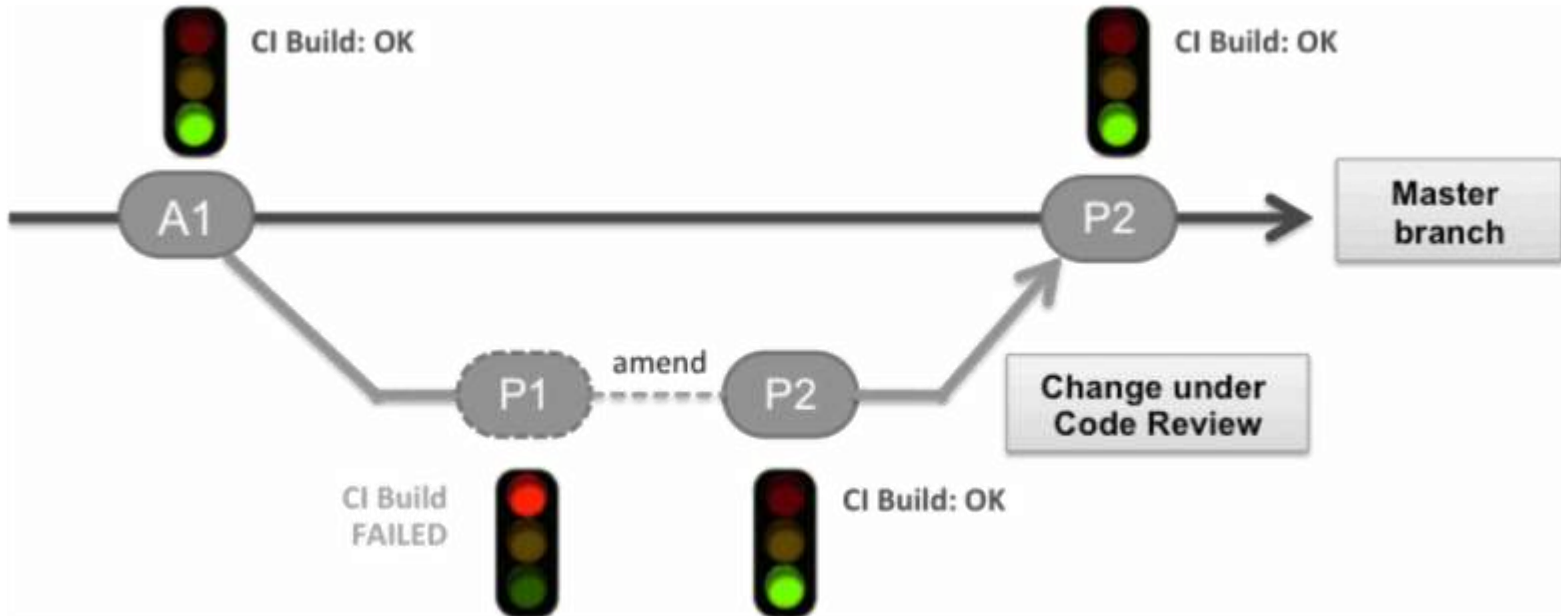 CI Build: OK
CI Build: OK
A1
P2
Master
branch
P1
amend
P2
Change under
Code Review
CI Build
FAILED
CI Build: OK